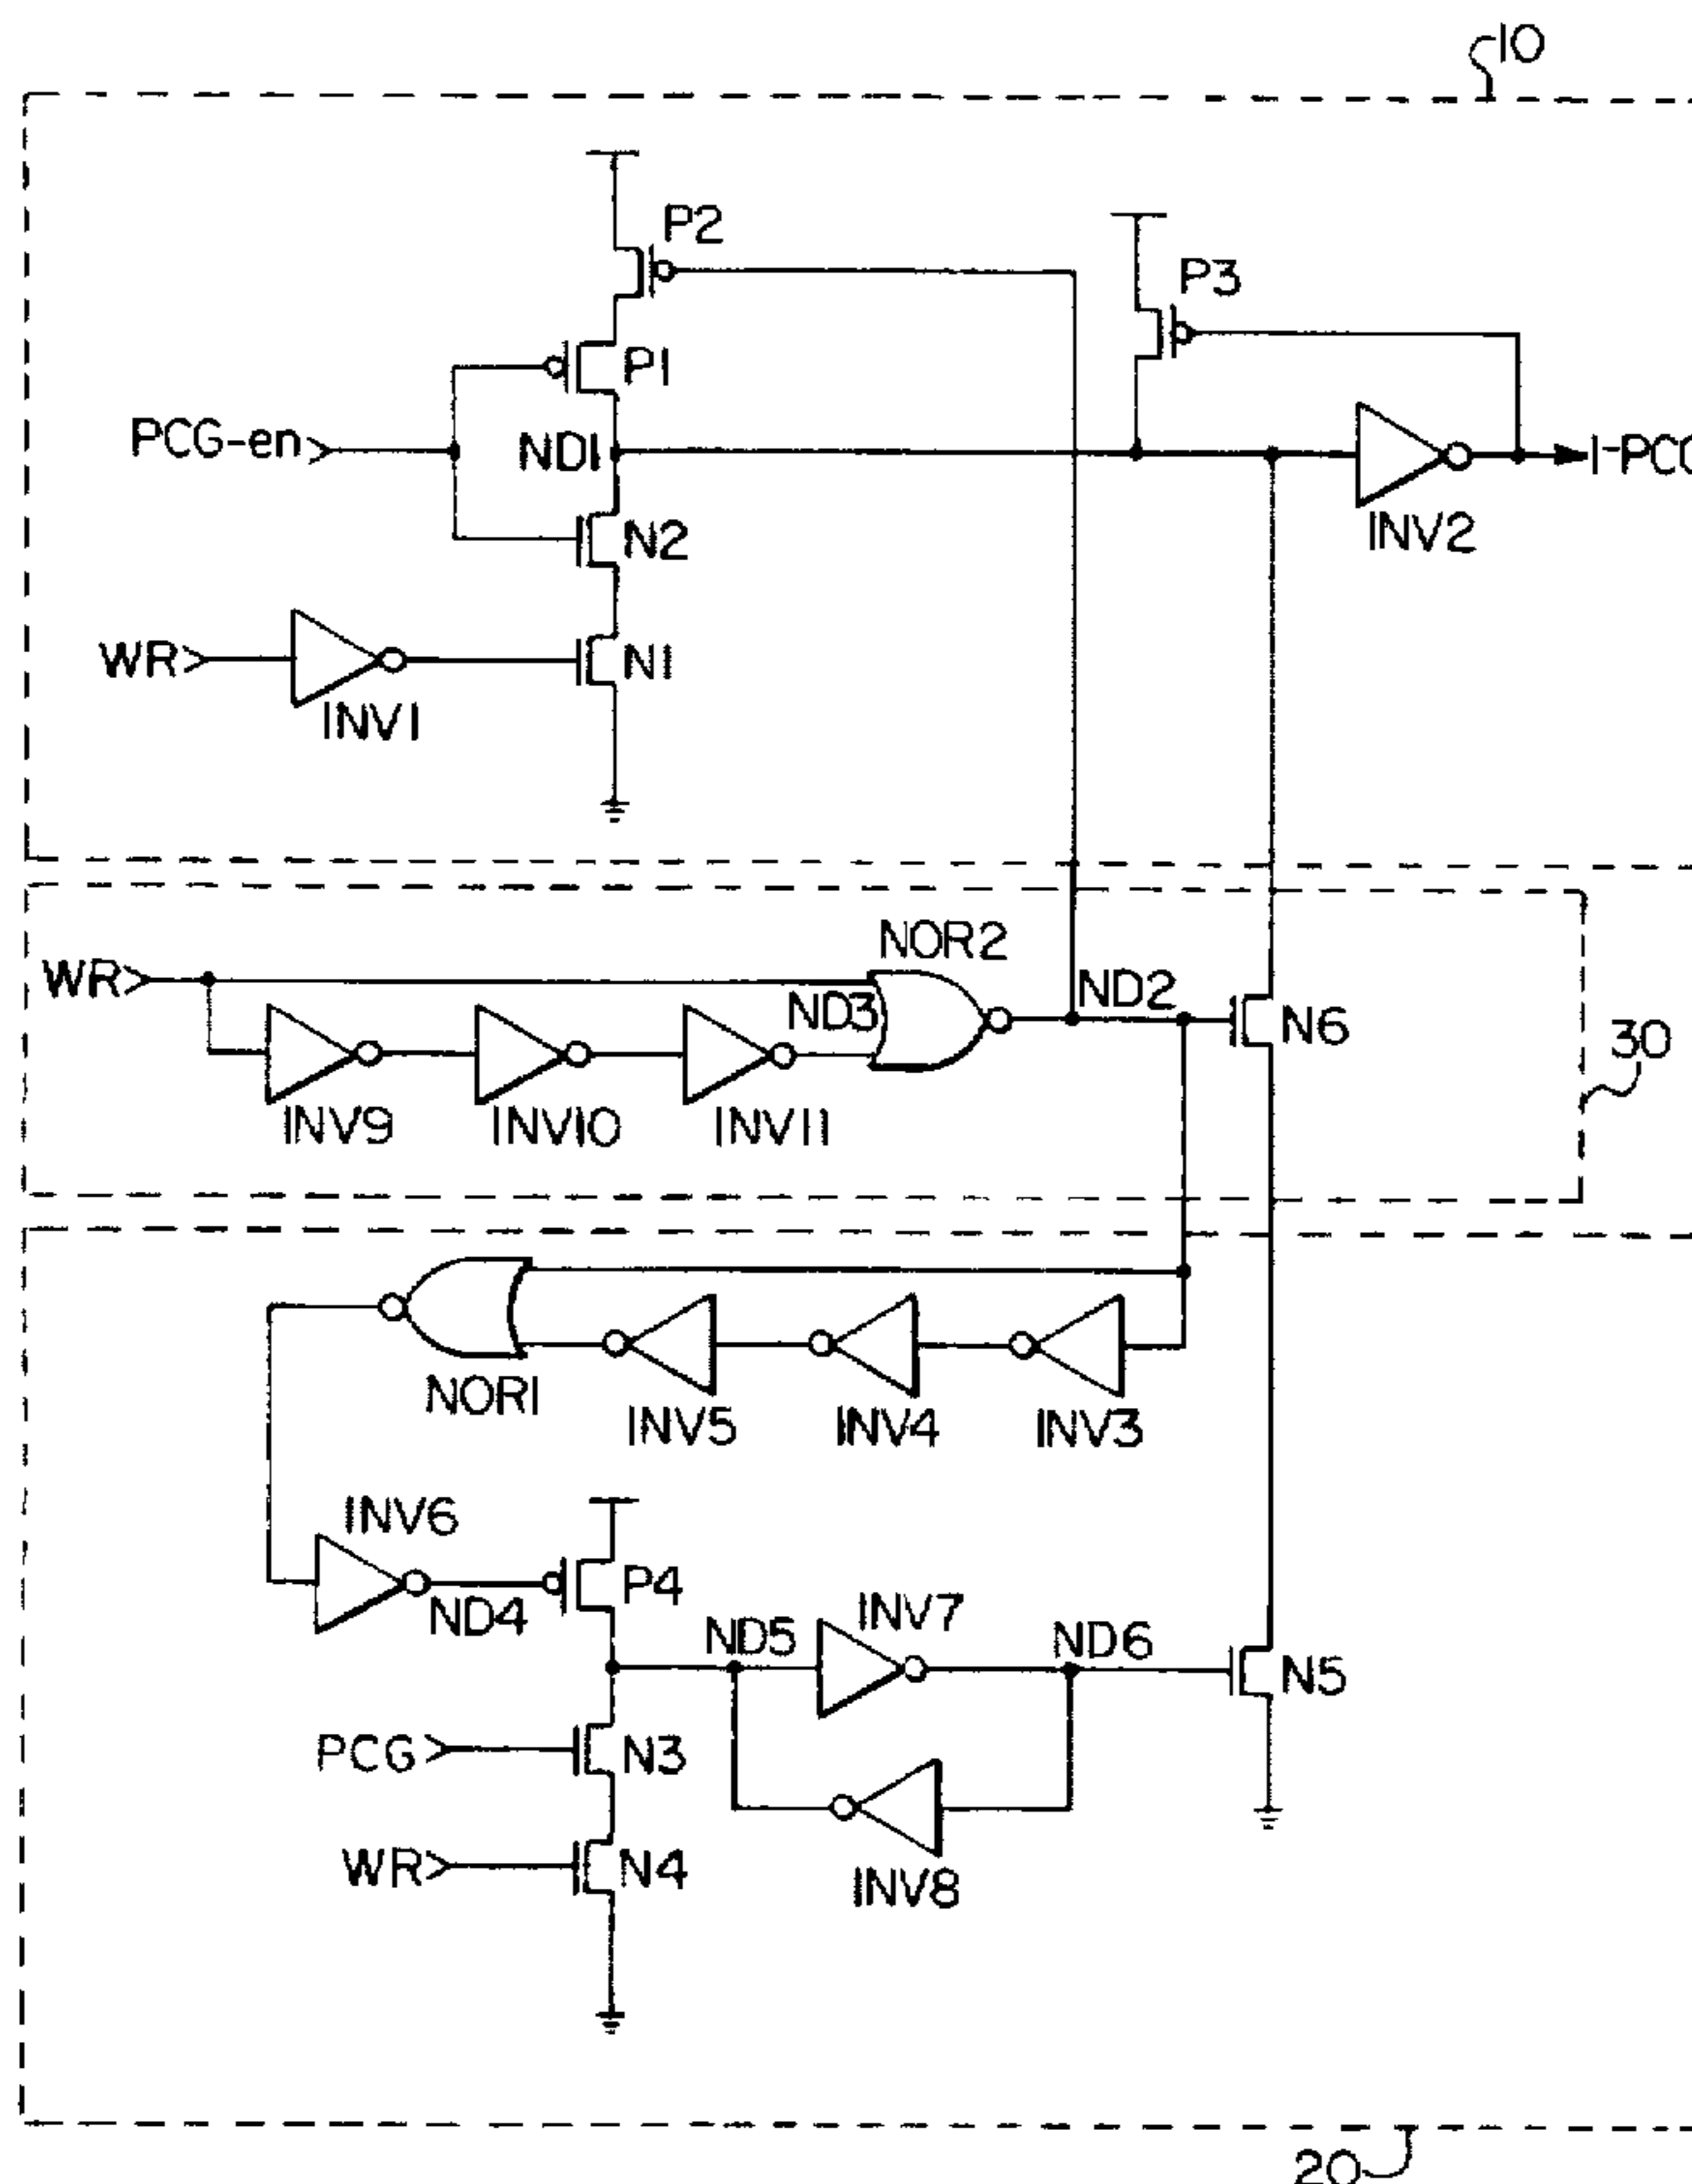 10
P2
P3
P1
PCG-en
ND1
I-PCG
N2
INV2
WR
N1
INV1
NOR2
WR
ND3
ND2
N6
30
INV9
INV10
INV11
NOR1
INV5
INV4
INV3
INV6
P4
INV7
ND4
ND5
ND6
N5
PCG
N3
WR
N4
INV8
20